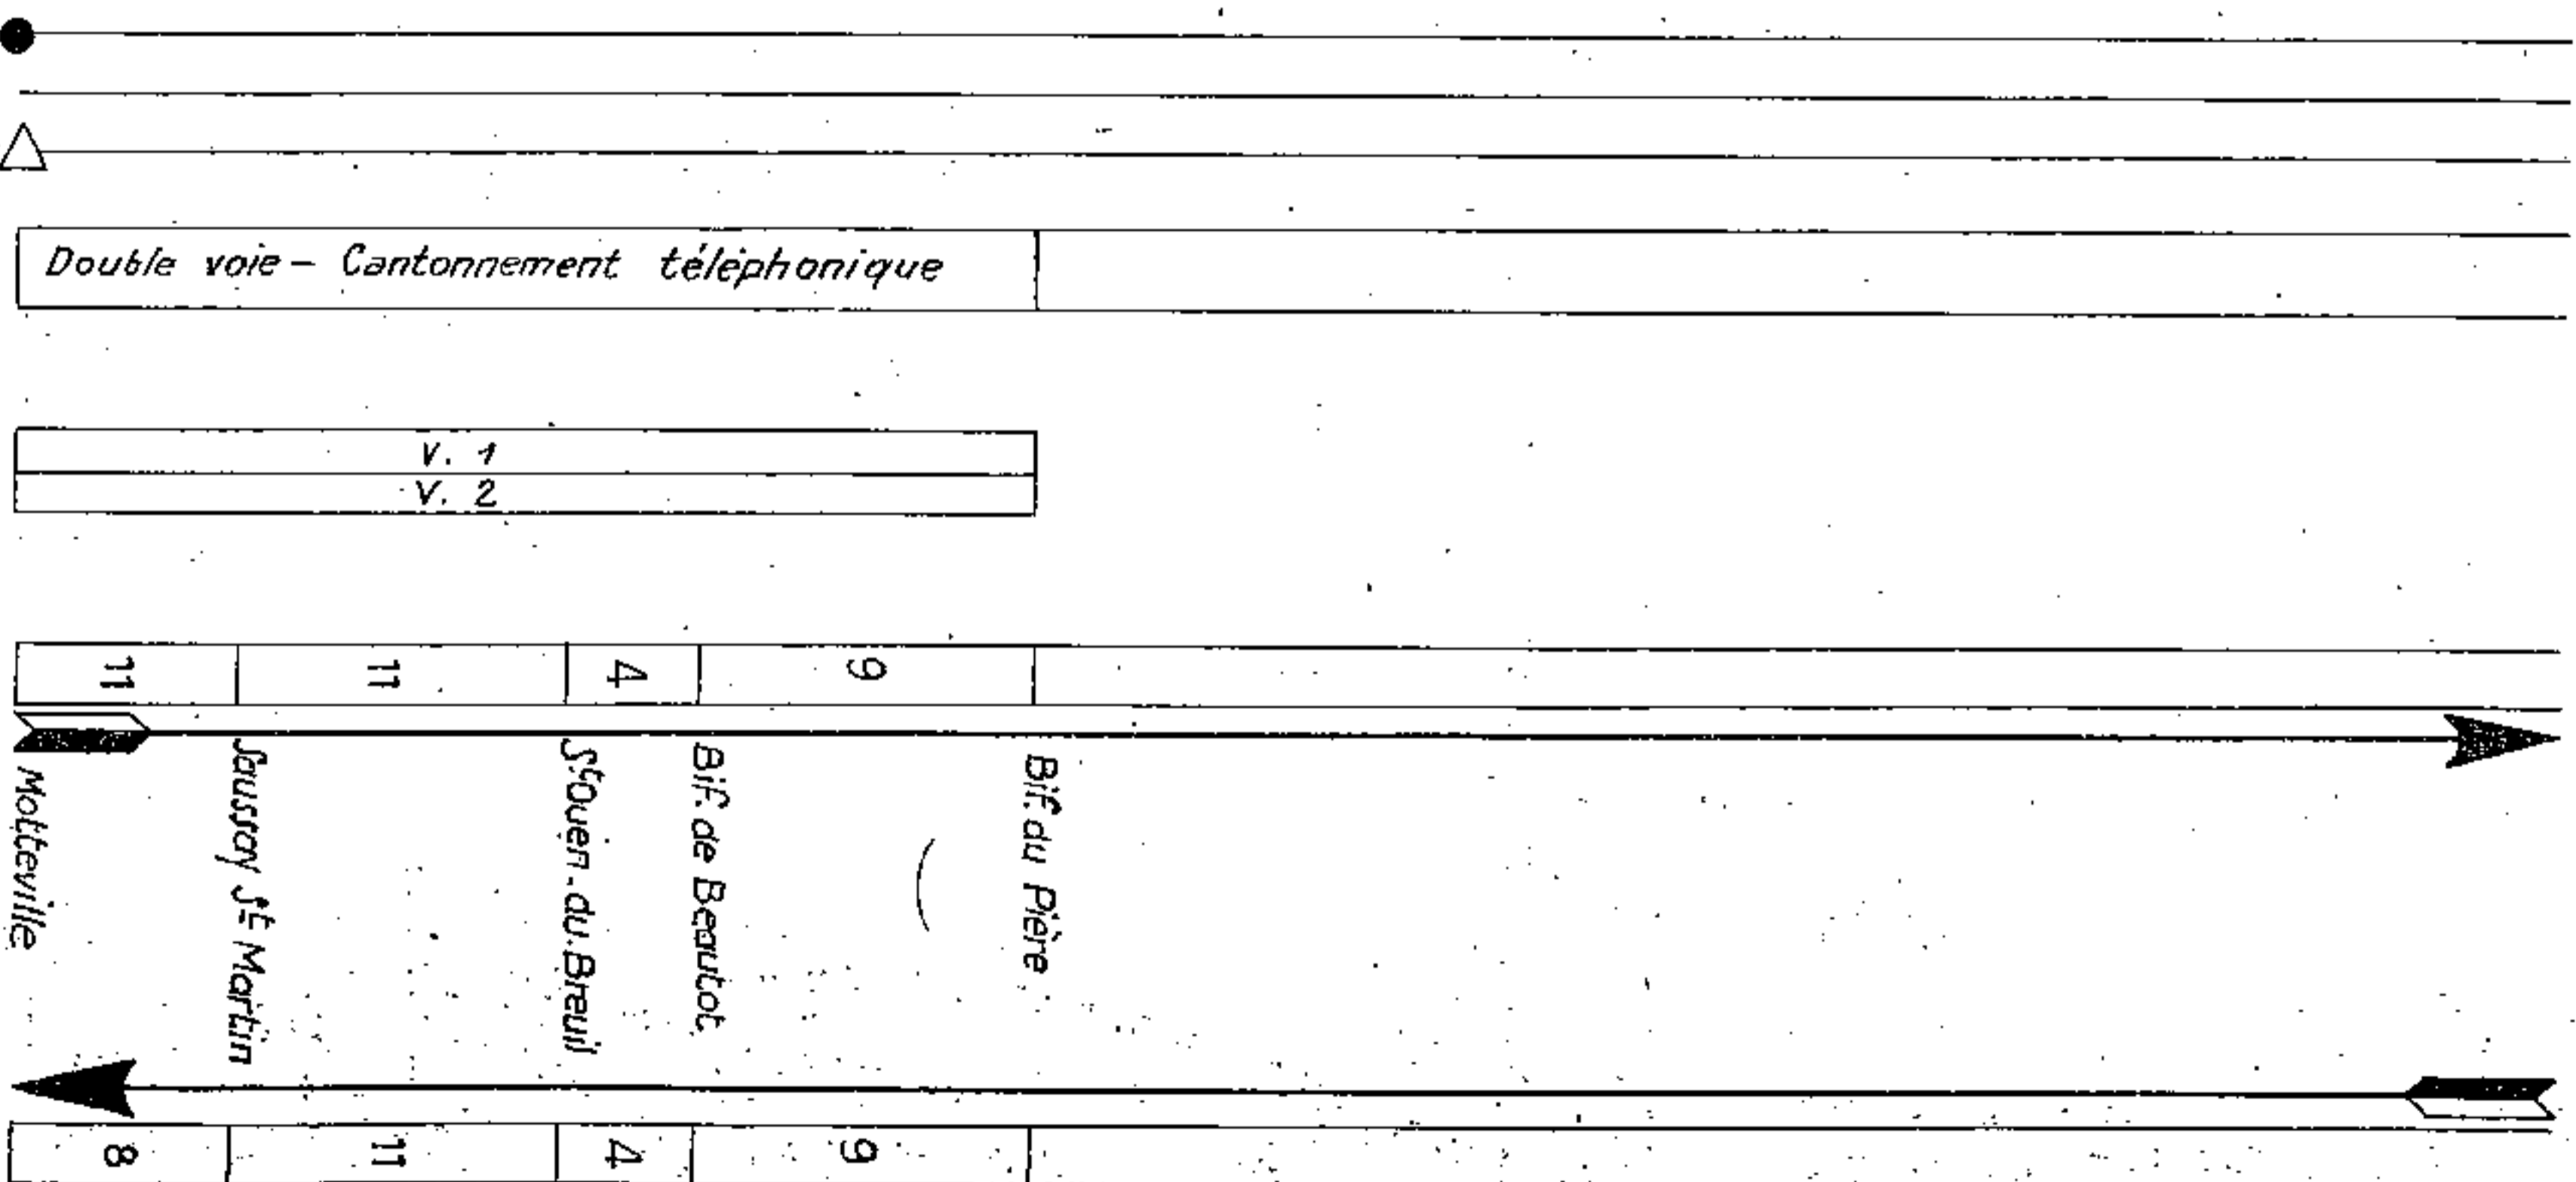 Double voie – Cantonnement téléphonique
V. 1
V. 2
11 11 4 9
Motteville
Saussay St Martin
St Ouen-du-Breuil
Bif. de Beautot
Bif. du Pière
8 11 4 9